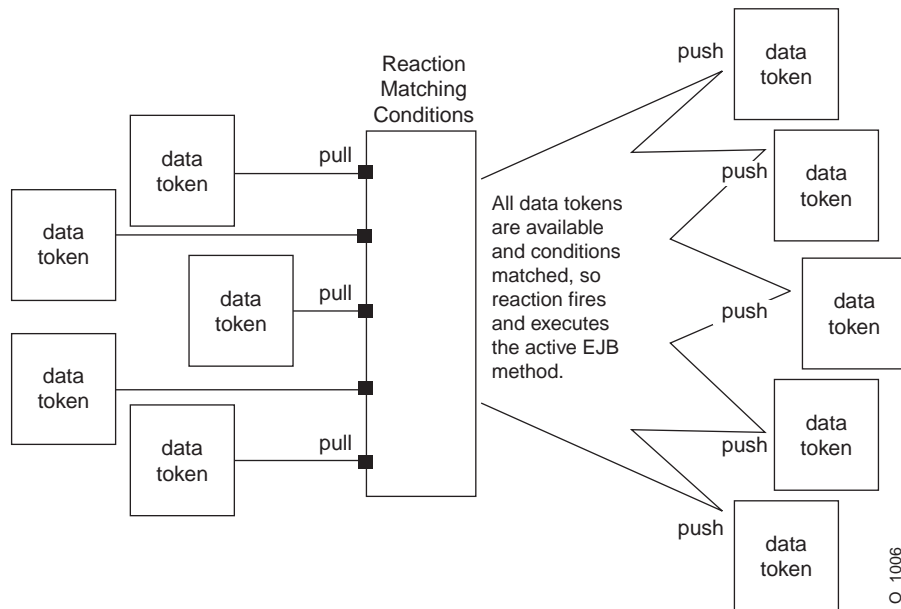 Reaction
Matching
Conditions
pull
data
token
data
token
pull
data
token
data
token
pull
data
token
All data tokens
are available
and conditions
matched, so
reaction fires
and executes
the active EJB
method.
push
data
token
push
data
token
push
data
token
push
data
token
push
data
token
O_1006